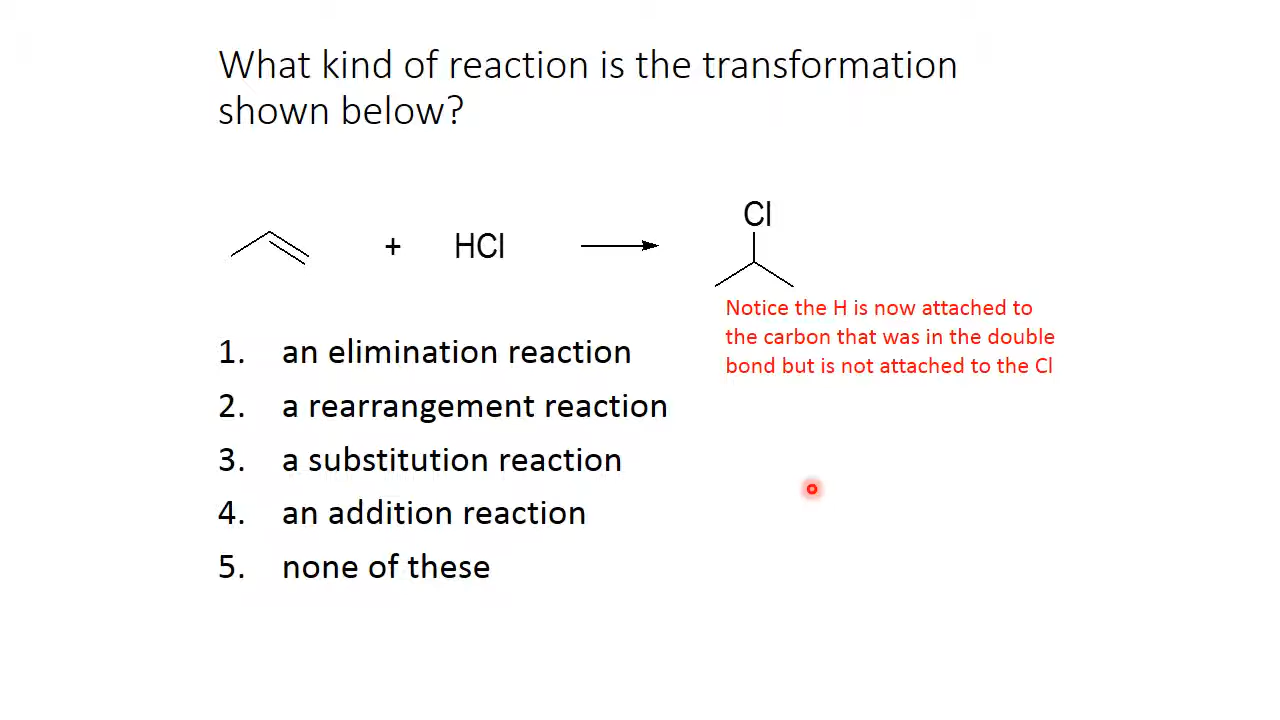 What kind of reaction is the transformation
shown below?
Cl
+ HCl
Notice the H is now attached to
the carbon that was in the double
bond but is not attached to the Cl
1. an elimination reaction
2. a rearrangement reaction
3. a substitution reaction
4. an addition reaction
5. none of these